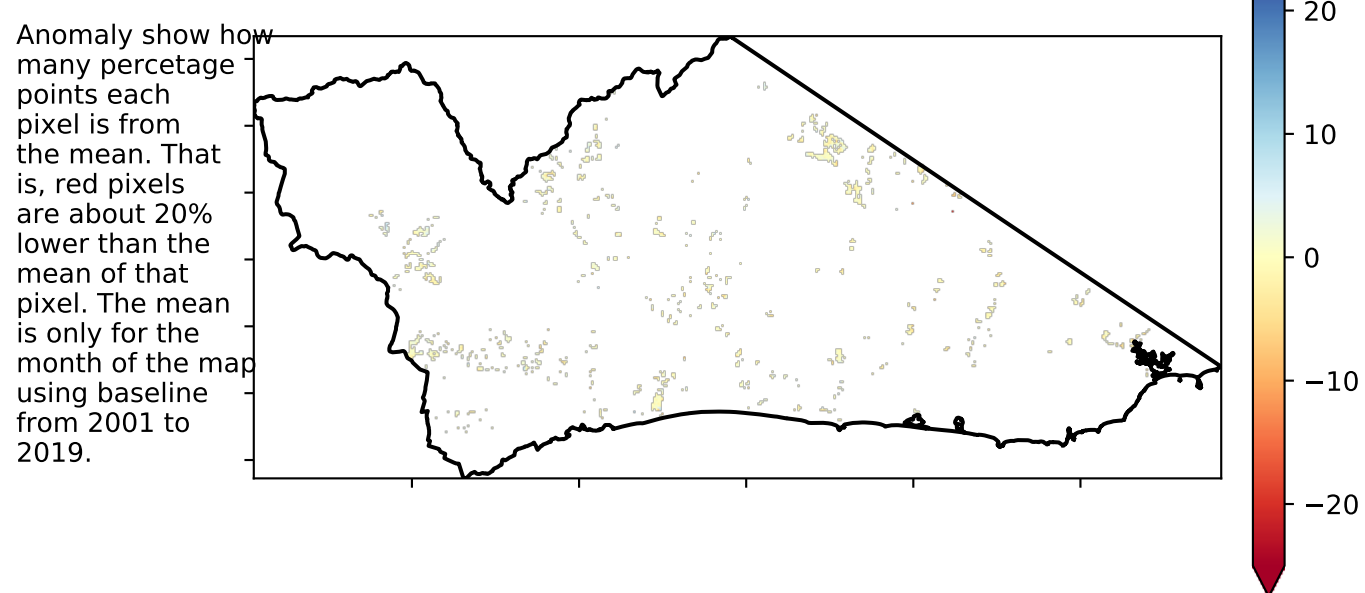 Anomaly show how
many percetage
points each
pixel is from
the mean. That
is, red pixels
are about 20%
lower than the
mean of that
pixel. The mean
is only for the
month of the map
using baseline
from 2001 to
2019.
20
10
0
−10
−20